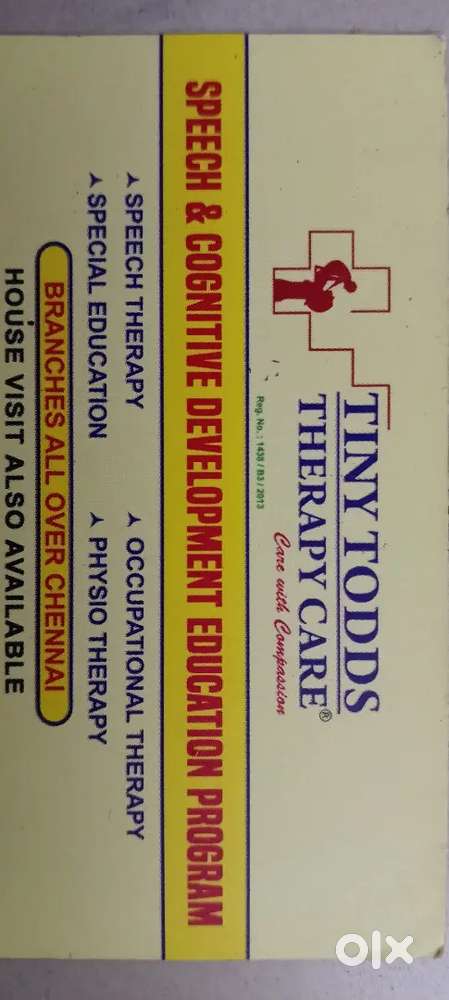 TINY TODDS
THERAPY CARE®
Care with Compassion
Reg. No. : 1438 / B3 / 2013
SPEECH & COGNITIVE DEVELOPMENT EDUCATION PROGRAM
SPEECH THERAPY
OCCUPATIONAL THERAPY
SPECIAL EDUCATION
PHYSIO THERAPY
BRANCHES ALL OVER CHENNAI
HOUSE VISIT ALSO AVAILABLE
olx